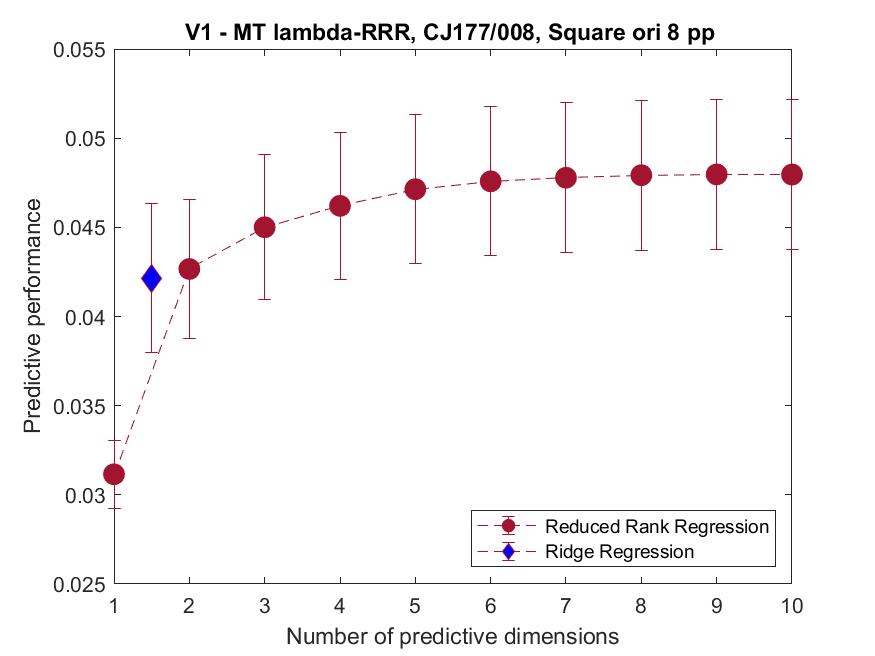 V1 - MT lambda-RRR, CJ177/008, Square ori 8 pp
0.055
0.05
0.045
0.04
0.035
0.03
0.025
Predictive performance
1 2 3 4 5 6 7 8 9 10
Number of predictive dimensions
Reduced Rank Regression
Ridge Regression